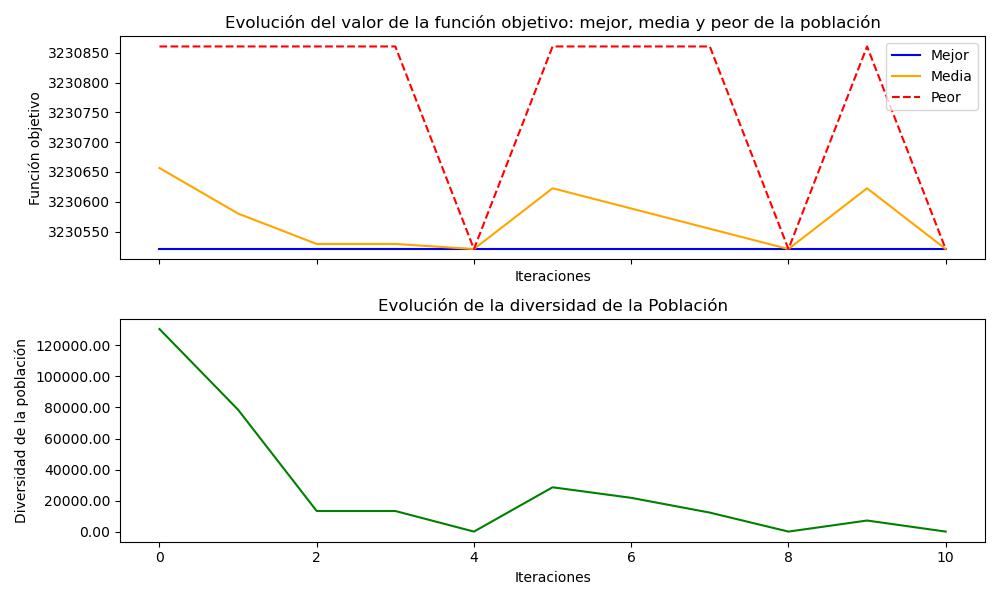 Evolución del valor de la función objetivo: mejor, media y peor de la población
Función objetivo
3230850
3230800
3230750
3230700
3230650
3230600
3230550
Mejor
Media
Peor
Iteraciones
Evolución de la diversidad de la Población
Diversidad de la población
120000.00
100000.00
80000.00
60000.00
40000.00
20000.00
0.00
0 2 4 6 8 10
Iteraciones